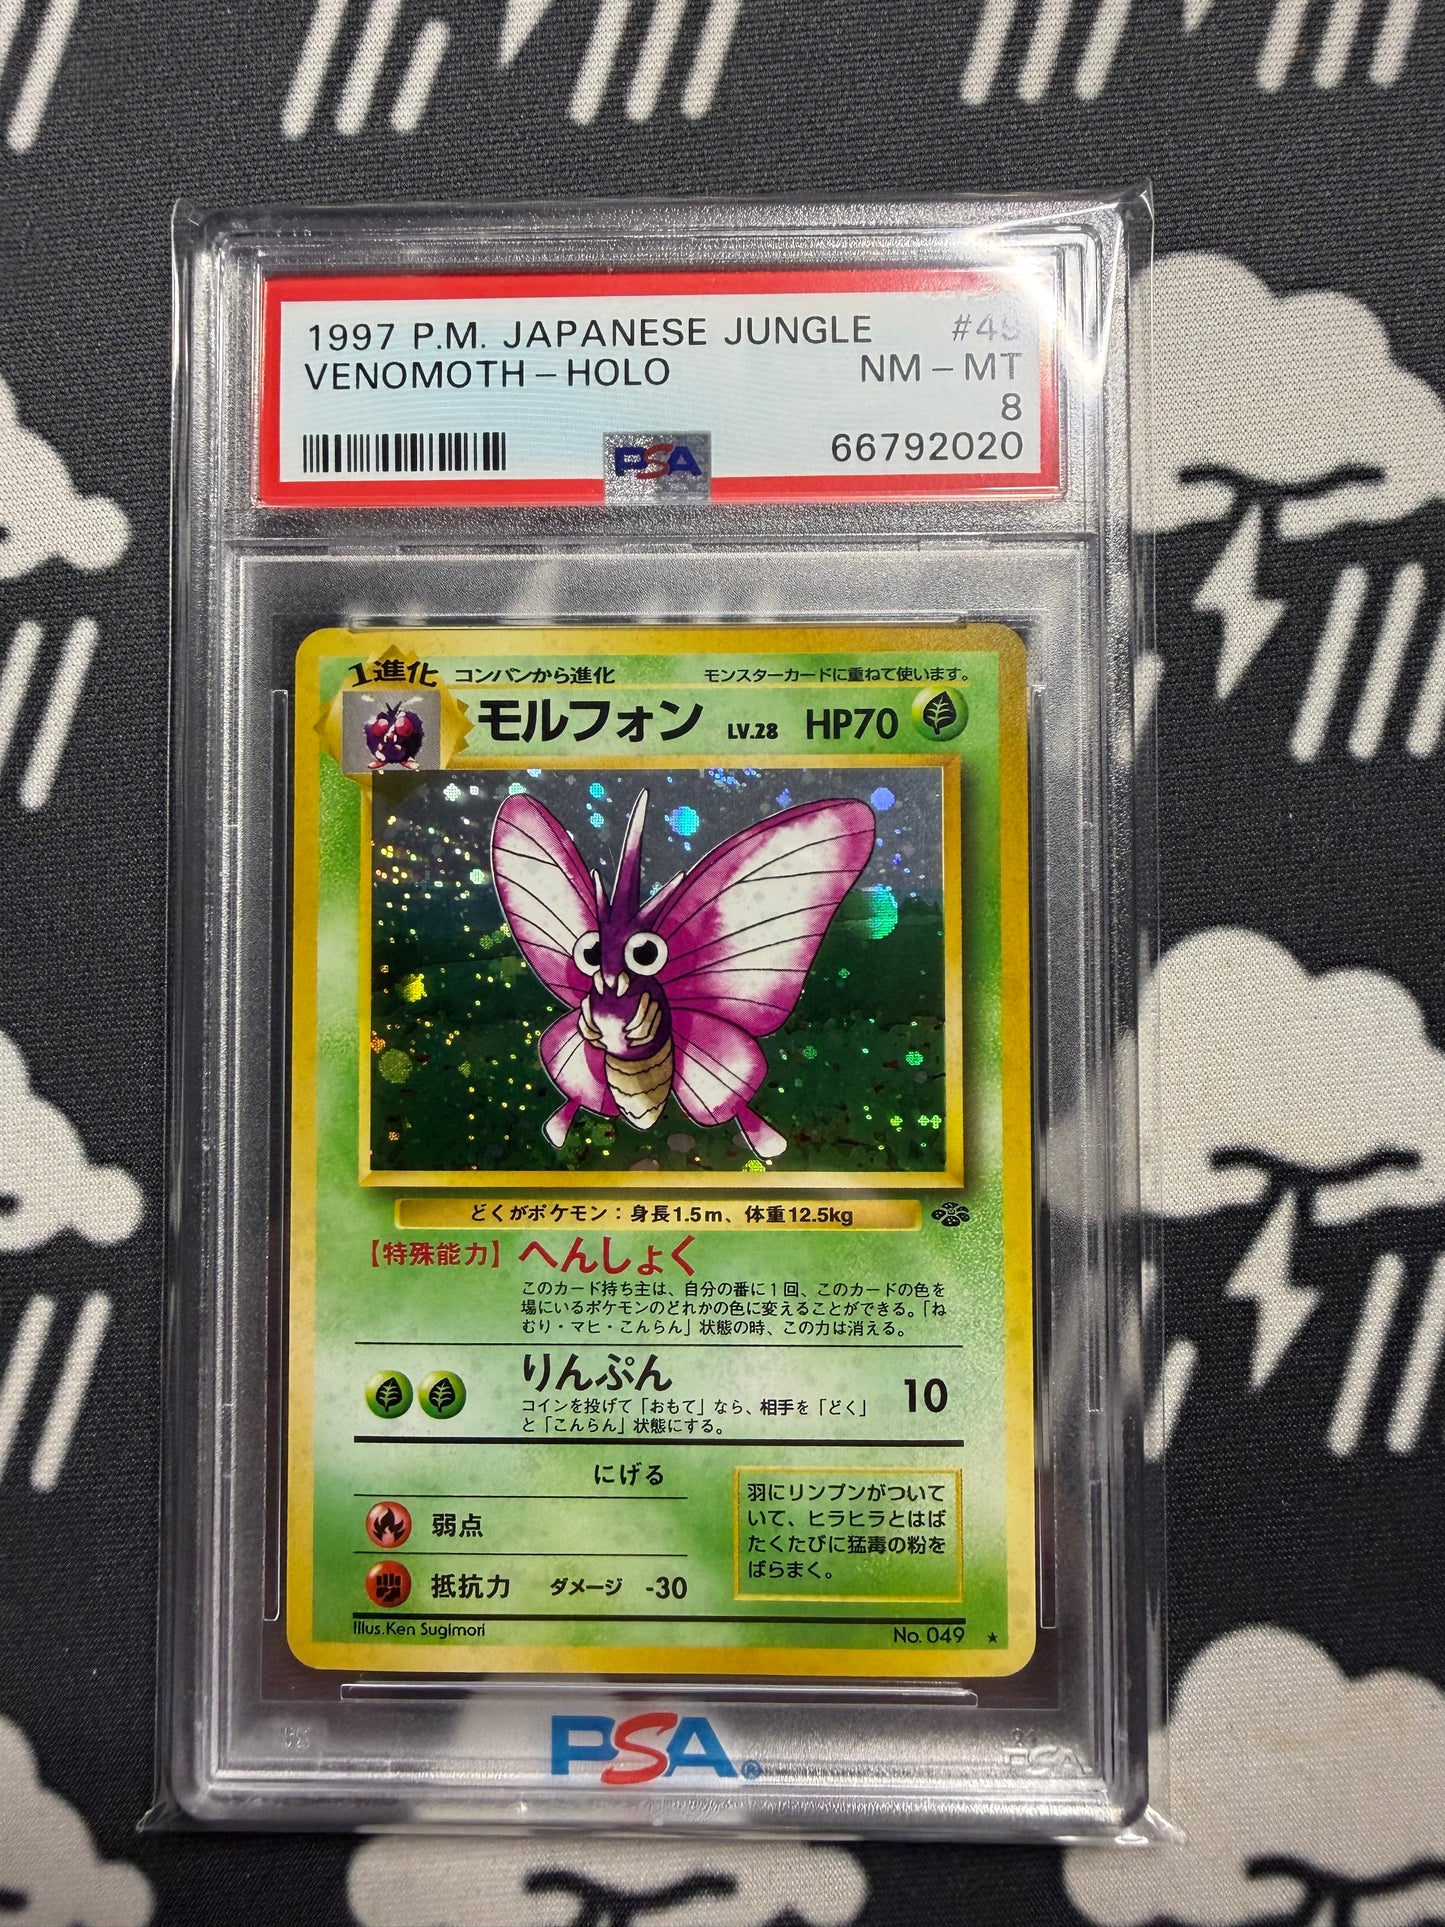 1997 P.M. JAPANESE JUNGLE #49
VENOMOTH - HOLO NM - MT
8
66792020
PSA
1進化 コンパンから進化 モンスターカードに重ねて使います。
モルフォン LV.28 HP70
どくがポケモン：身長1.5m、体重12.5kg
【特殊能力】へんしょく
このカード持ち主は、自分の番に1回、このカードの色を
場にいるポケモンのどれかの色に変えることができる。「ね
むり・マヒ・こんらん」状態の時、この力は消える。
りんぷん 10
コインを投げて「おもて」なら、相手を「どく」
と「こんらん」状態にする。
にげる
弱点
抵抗力 ダメージ -30
羽にリンプンがついて
いて、ヒラヒラとはば
たくたびに猛毒の粉を
ばらまく。
Illus.Ken Sugimori No. 049 ★
PSA®
PSA